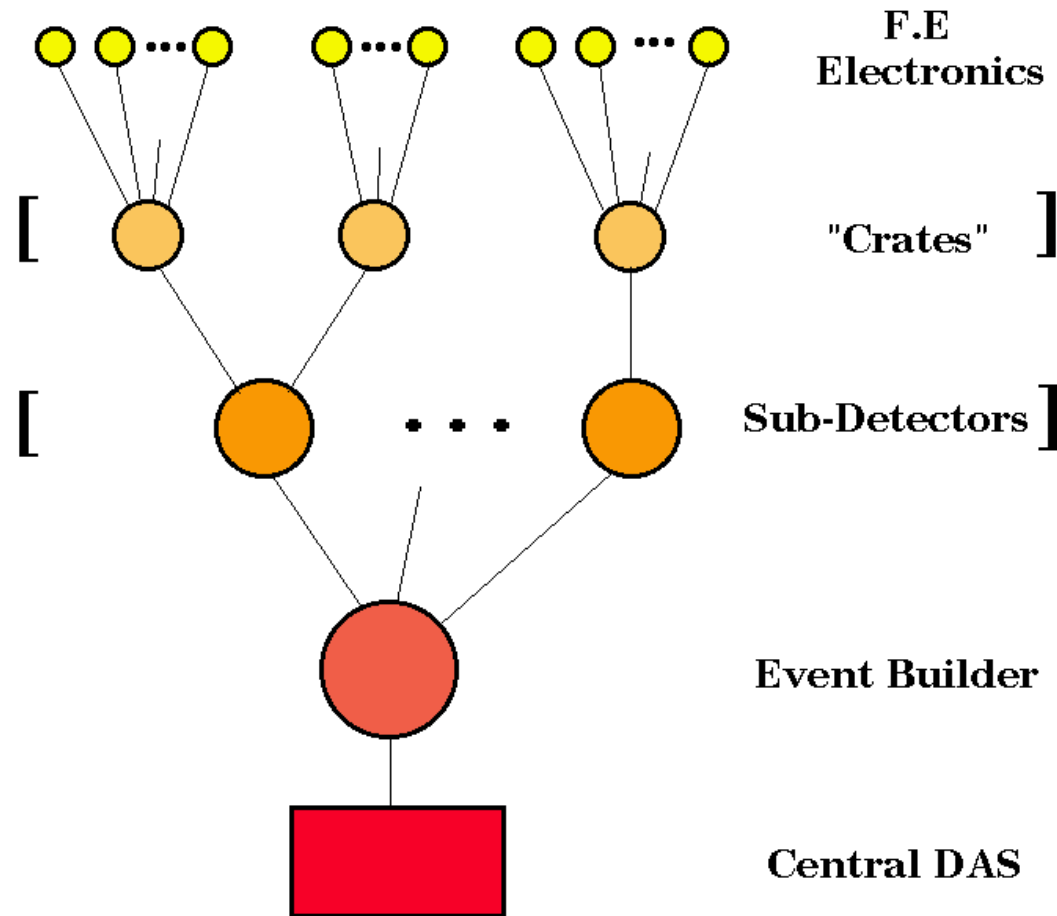 F.E
Electronics
[ "Crates" ]
[ Sub-Detectors ]
Event Builder
Central DAS